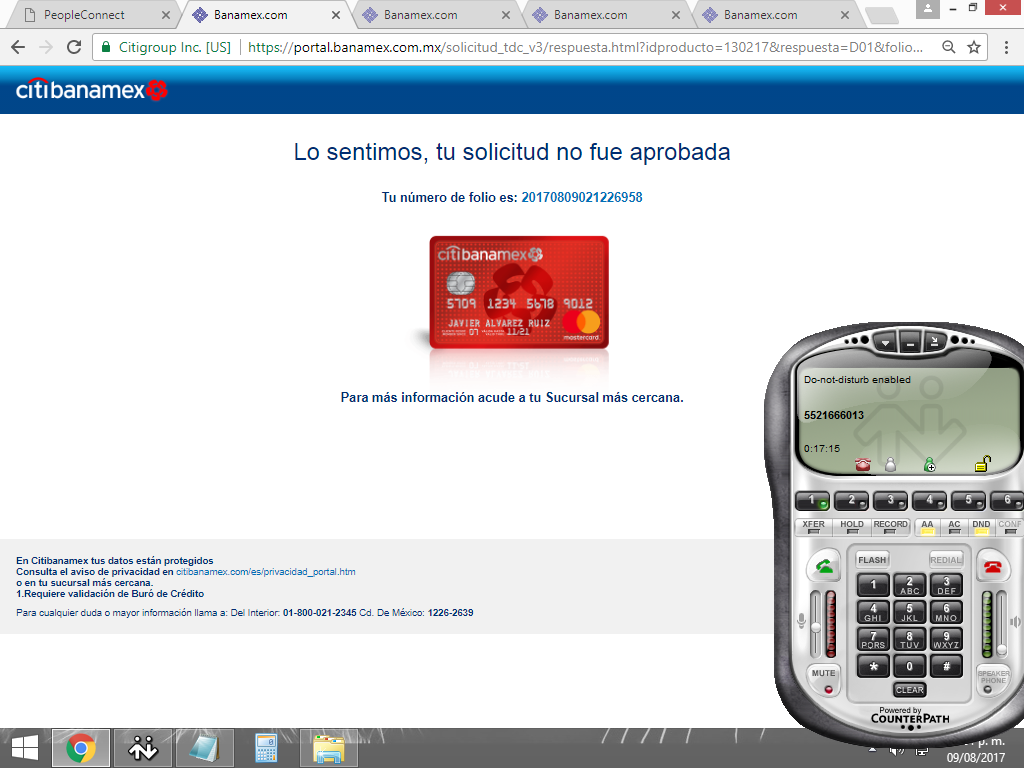 PeopleConnect
Banamex.com
Banamex.com
Banamex.com
Banamex.com
Citigroup Inc. [US]
https://portal.banamex.com.mx/solicitud_tdc_v3/respuesta.html?idproducto=130217&respuesta=D01&folio...
citibanamex
Lo sentimos, tu solicitud no fue aprobada
Tu número de folio es: 20170809021226958
citibanamex
5709 1234 5678 9012
07 11/21
JAVIER ALVAREZ RUIZ
mastercard
Para más información acude a tu Sucursal más cercana.
En Citibanamex tus datos están protegidos
Consulta el aviso de privacidad en citibanamex.com/es/privacidad_portal.htm
o en tu sucursal más cercana.
1.Requiere validación de Buró de Crédito
Para cualquier duda o mayor información llama a: Del Interior: 01-800-021-2345 Cd. De México: 1226-2639
Do-not-disturb enabled
5521666013
0:17:15
1 2 3 4 5 6
XFER HOLD RECORD AA AC DND CONF
FLASH REDIAL
1 2 ABC 3 DEF
4 GHI 5 JKL 6 MNO
7 PQRS 8 TUV 9 WXYZ
* 0 #
MUTE
SPEAKER PHONE
CLEAR
Powered by
COUNTERPATH
p. m.
09/08/2017